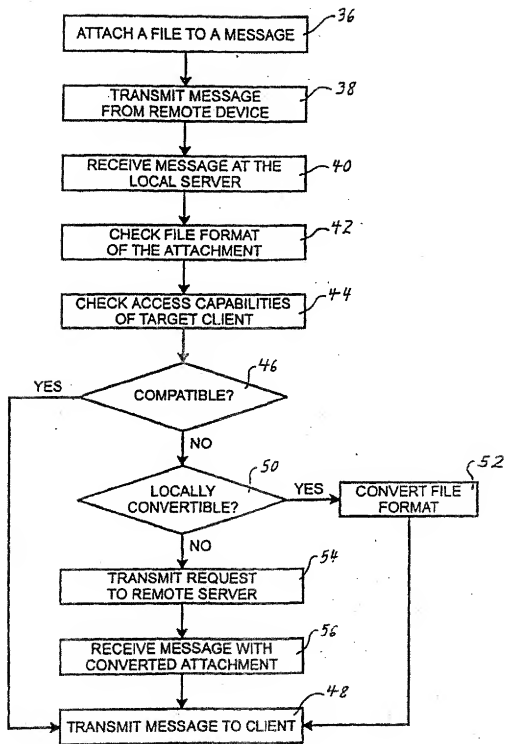 ATTACH A FILE TO A MESSAGE
36
TRANSMIT MESSAGE
FROM REMOTE DEVICE
38
RECEIVE MESSAGE AT THE
LOCAL SERVER
40
CHECK FILE FORMAT
OF THE ATTACHMENT
42
CHECK ACCESS CAPABILITIES
OF TARGET CLIENT
44
YES
COMPATIBLE?
46
NO
LOCALLY
CONVERTIBLE?
50
YES
CONVERT FILE
FORMAT
52
NO
TRANSMIT REQUEST
TO REMOTE SERVER
54
RECEIVE MESSAGE WITH
CONVERTED ATTACHMENT
56
TRANSMIT MESSAGE TO CLIENT
48